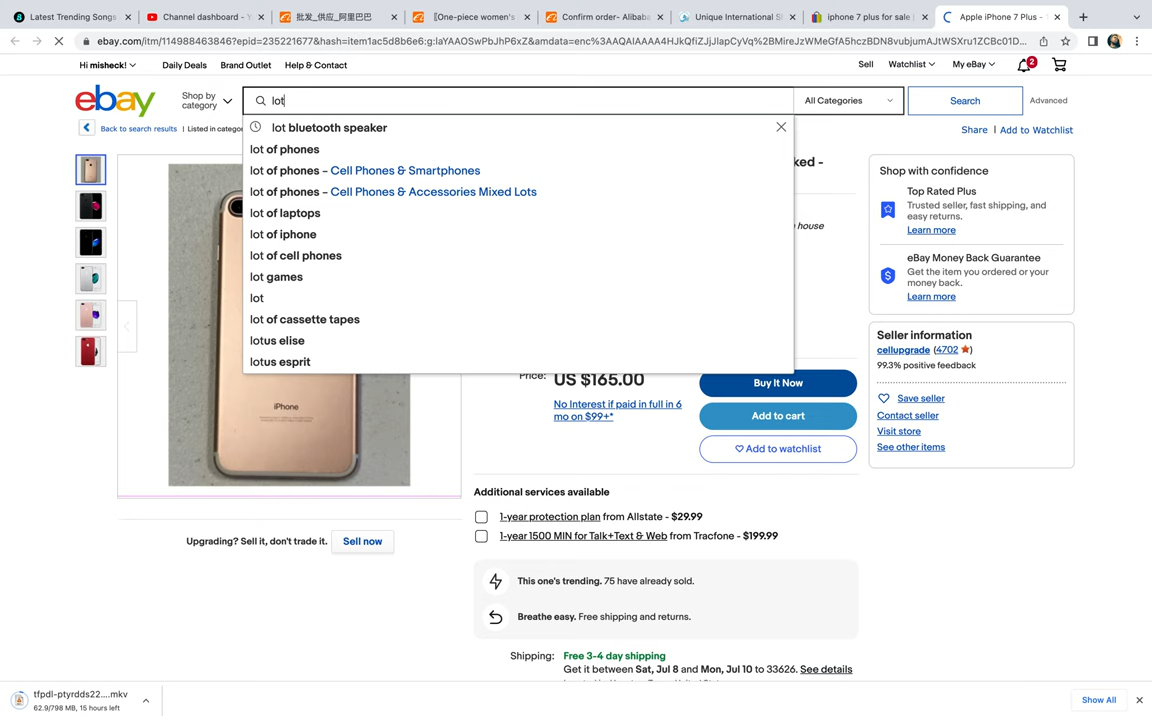 Latest Trending Songs
Channel dashboard - Y
批发_供应_阿里巴巴
〖One-piece women's
Confirm order- Alibaba
Unique International S
iphone 7 plus for sale |
Apple iPhone 7 Plus -
ebay.com/itm/114988463846?epid=235221677&hash=item1ac5d8b6e6:g:laYAAOSwPbJhP6xZ&amdata=enc%3AAQAIAAAA4HJkQfiZJjJlapCyVq%2BMireJzWMeGfA5hczBDN8vubjumAJtWSXru1ZCBc01D...
Hi misheck!
Daily Deals
Brand Outlet
Help & Contact
Sell
Watchlist
My eBay
2
ebay
Shop by
category
lot
All Categories
Search
Advanced
Back to search results
| Listed in categor
Share | Add to Watchlist
lot bluetooth speaker
lot of phones
lot of phones – Cell Phones & Smartphones
lot of phones – Cell Phones & Accessories Mixed Lots
lot of laptops
lot of iphone
lot of cell phones
lot games
lot
lot of cassette tapes
lotus elise
lotus esprit
ked -
house
iPhone
Price:
US $165.00
No Interest if paid in full in 6
mo on $99+*
Buy It Now
Add to cart
Add to watchlist
Shop with confidence
Top Rated Plus
Trusted seller, fast shipping, and
easy returns.
Learn more
eBay Money Back Guarantee
Get the item you ordered or your
money back.
Learn more
Seller information
cellupgrade (4702)
99.3% positive feedback
Save seller
Contact seller
Visit store
See other items
Additional services available
1-year protection plan from Allstate - $29.99
1-year 1500 MIN for Talk+Text & Web from Tracfone - $199.99
Upgrading? Sell it, don't trade it.
Sell now
This one's trending. 75 have already sold.
Breathe easy. Free shipping and returns.
Shipping:
Free 3-4 day shipping
Get it between Sat, Jul 8 and Mon, Jul 10 to 33626. See details
tfpdl-ptyrdds22....mkv
62.9/798 MB, 15 hours left
Show All